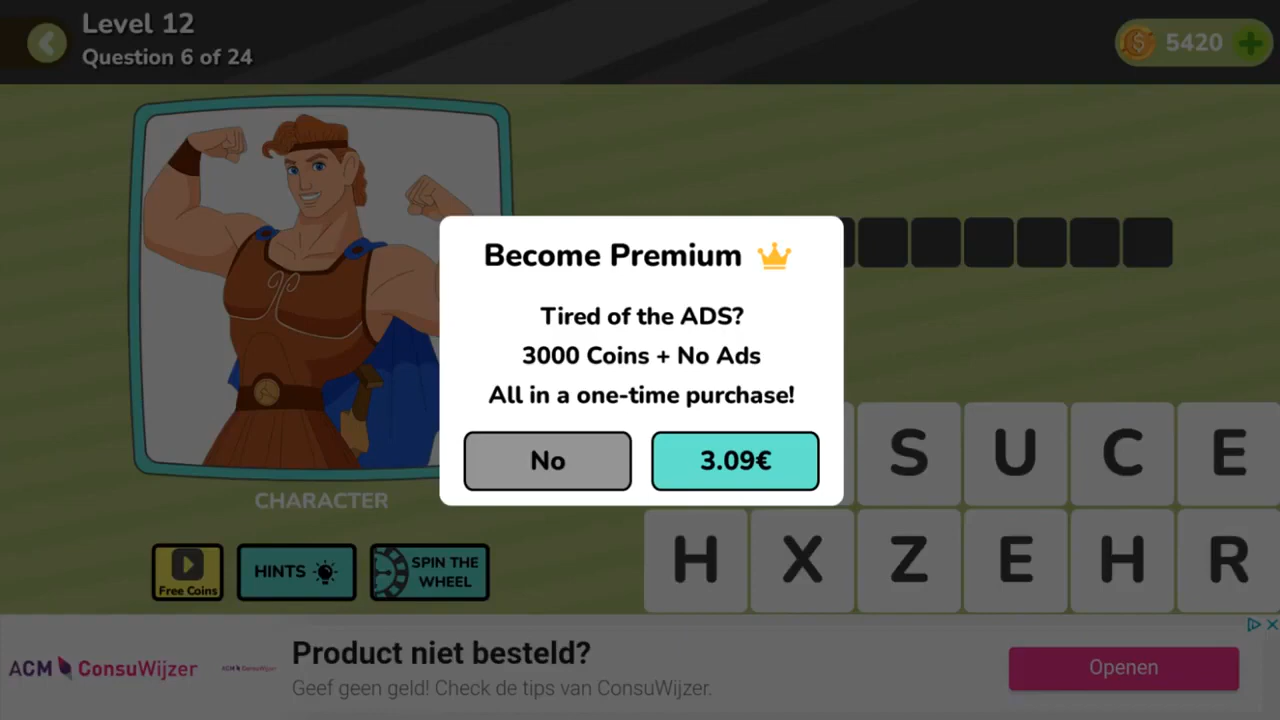 Level 12
Question 6 of 24
5420
Become Premium
Tired of the ADS?
3000 Coins + No Ads
All in a one-time purchase!
No
3.09€
CHARACTER
S U C E
H X Z E H R
Free Coins
HINTS
SPIN THE
WHEEL
ACM ConsuWijzer
ACM ConsuWijzer
Product niet besteld?
Geef geen geld! Check de tips van ConsuWijzer.
Openen